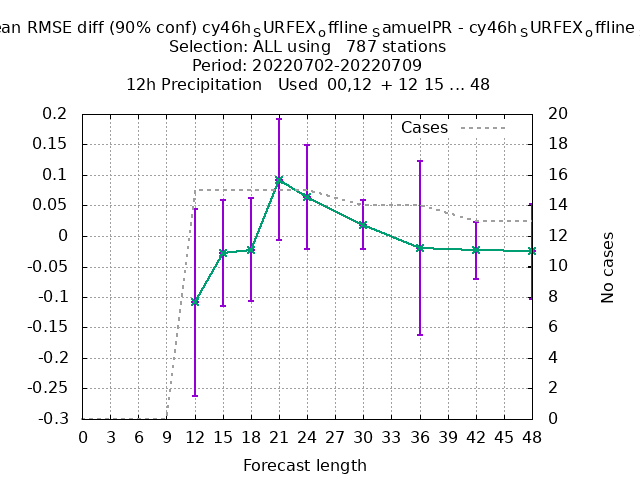 ean RMSE diff (90% conf) cy46hSURFEXoffline SamuelPR - cy46hSURFEXoffline
Selection: ALL using 787 stations
Period: 20220702-20220709
12h Precipitation Used 00,12 + 12 15 ... 48
Cases
0.2
0.15
0.1
0.05
0
-0.05
-0.1
-0.15
-0.2
-0.25
-0.3
20
18
16
14
12
10
8
6
4
2
0
No cases
0 3 6 9 12 15 18 21 24 27 30 33 36 39 42 45 48
Forecast length